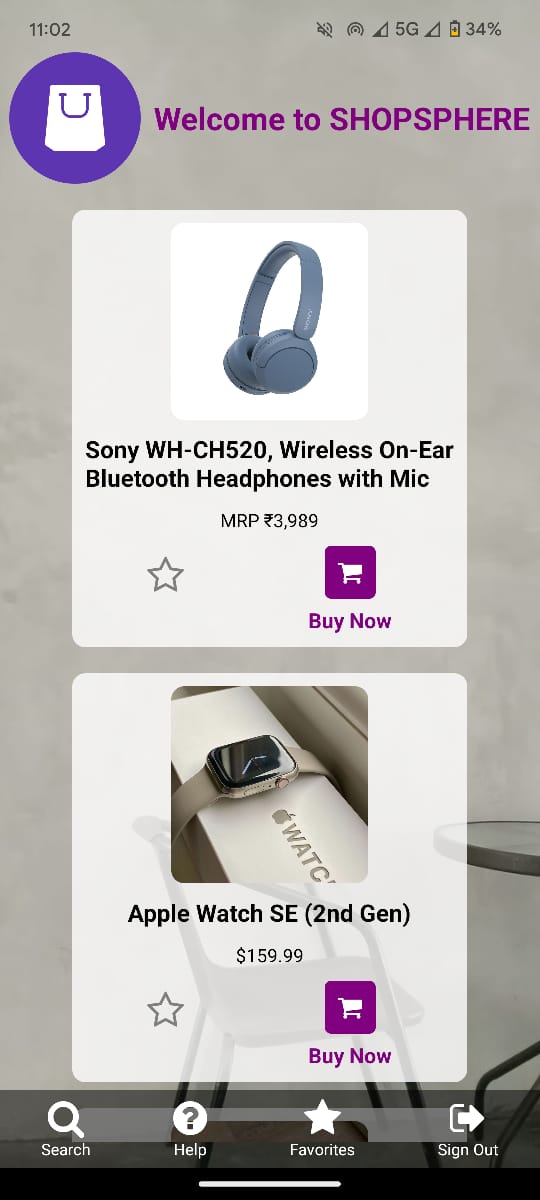 11:02 5G 34%
Welcome to SHOPSPHERE
SONY
Sony WH-CH520, Wireless On-Ear
Bluetooth Headphones with Mic
MRP ₹3,989
Buy Now
WATCH
Apple Watch SE (2nd Gen)
$159.99
Buy Now
Search Help Favorites Sign Out